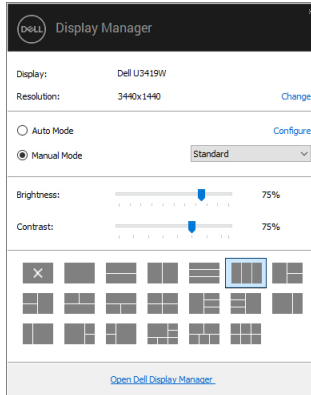 DELL Display Manager
Display: Dell U3419W
Resolution: 3440x1440 Change
Auto Mode Configure
Manual Mode Standard
Brightness: 75%
Contrast: 75%
Open Dell Display Manager